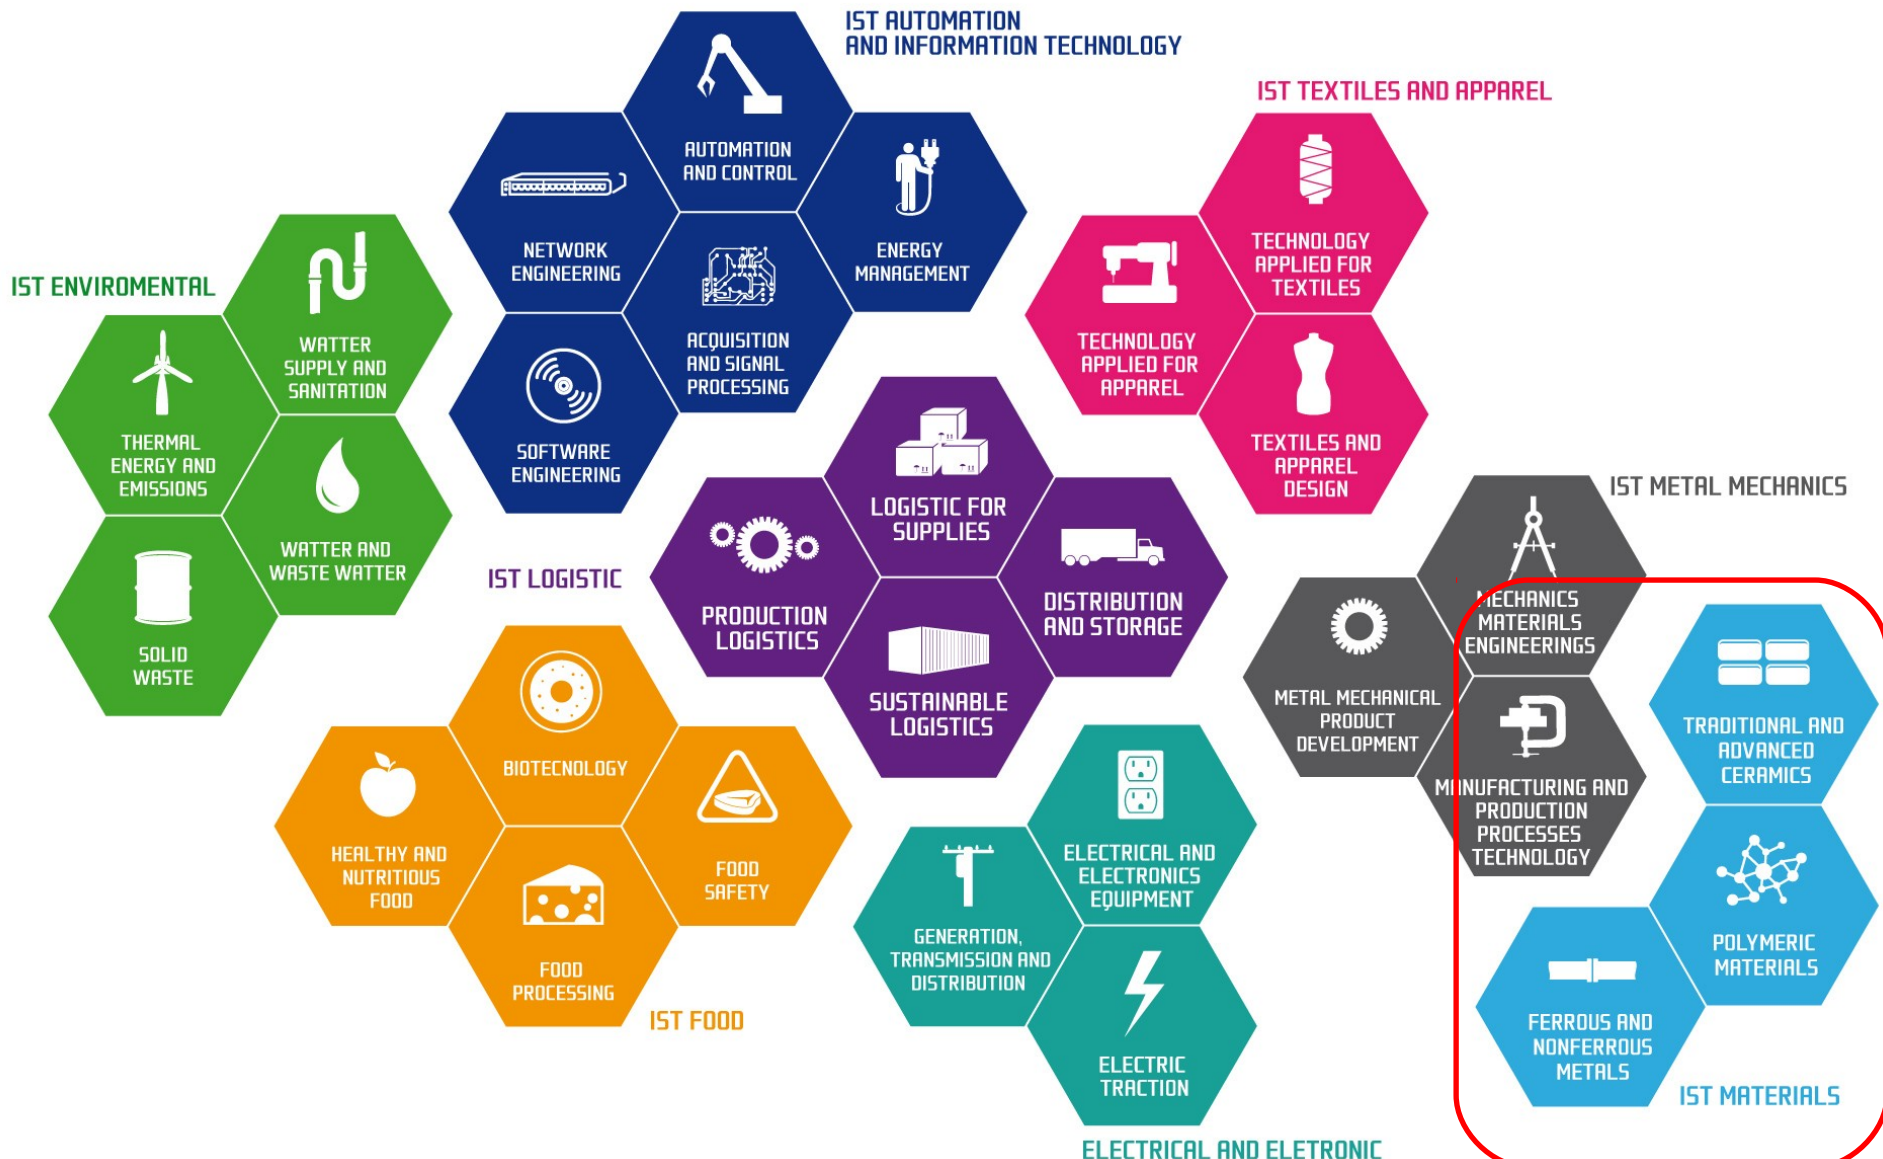 IST AUTOMATION
AND INFORMATION TECHNOLOGY
AUTOMATION
AND CONTROL
NETWORK
ENGINEERING
ENERGY
MANAGEMENT
ACQUISITION
AND SIGNAL
PROCESSING
SOFTWARE
ENGINEERING
IST TEXTILES AND APPAREL
TECHNOLOGY
APPLIED FOR
TEXTILES
TECHNOLOGY
APPLIED FOR
APPAREL
TEXTILES AND
APPAREL
DESIGN
IST ENVIROMENTAL
WATTER
SUPPLY AND
SANITATION
THERMAL
ENERGY AND
EMISSIONS
WATTER AND
WASTE WATTER
SOLID
WASTE
IST LOGISTIC
LOGISTIC FOR
SUPPLIES
PRODUCTION
LOGISTICS
DISTRIBUTION
AND STORAGE
SUSTAINABLE
LOGISTICS
IST METAL MECHANICS
MECHANICS
MATERIALS
ENGINEERINGS
METAL MECHANICAL
PRODUCT
DEVELOPMENT
MANUFACTURING AND
PRODUCTION
PROCESSES
TECHNOLOGY
BIOTECNOLOGY
HEALTHY AND
NUTRITIOUS
FOOD
FOOD
SAFETY
FOOD
PROCESSING
IST FOOD
ELECTRICAL AND
ELECTRONICS
EQUIPMENT
GENERATION,
TRANSMISSION AND
DISTRIBUTION
ELECTRIC
TRACTION
ELECTRICAL AND ELETRONIC
TRADITIONAL AND
ADVANCED
CERAMICS
POLYMERIC
MATERIALS
FERROUS AND
NONFERROUS
METALS
IST MATERIALS